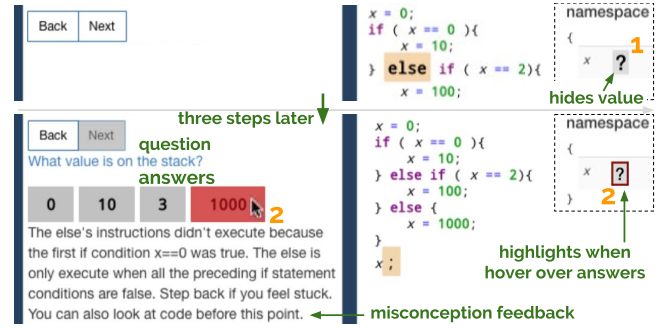 Back Next
x = 0;
if ( x == 0 ){
x = 10;
} else if ( x == 2){
x = 100;
namespace
{
x ?
1
hides value
three steps later
Back Next
question
What value is on the stack?
answers
0 10 3 1000
2
The else's instructions didn't execute because
the first if condition x==0 was true. The else is
only execute when all the preceding if statement
conditions are false. Step back if you feel stuck.
You can also look at code before this point.
misconception feedback
x = 0;
if ( x == 0 ){
x = 10;
} else if ( x == 2){
x = 100;
} else {
x = 1000;
}
x ;
namespace
{
x ?
}
2
highlights when
hover over answers